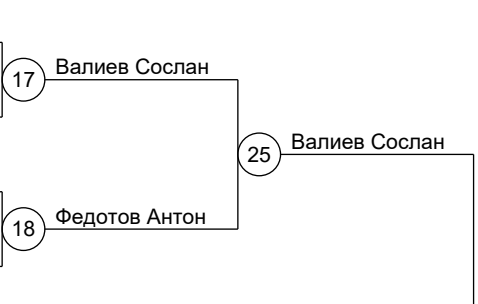 17
Валиев Сослан
25
Валиев Сослан
18
Федотов Антон